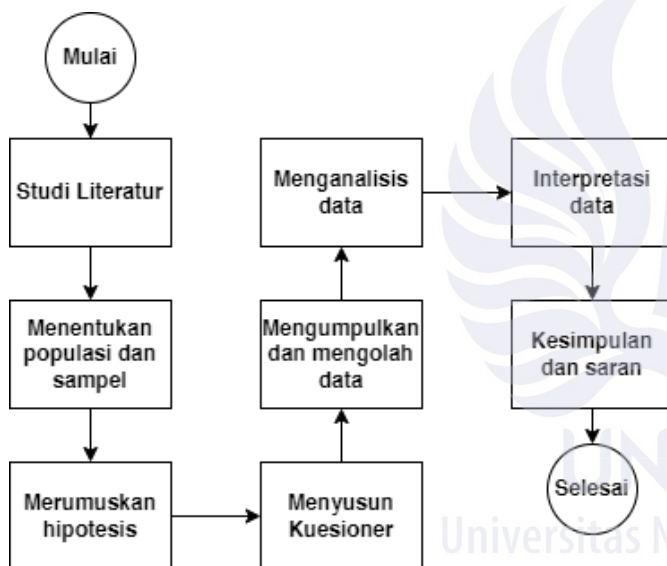 Mulai
Studi Literatur
Menentukan
populasi dan
sampel
Merumuskan
hipotesis
Menyusun
Kuesioner
Mengumpulkan
dan mengolah
data
Menganalisis
data
Interpretasi
data
Kesimpulan
dan saran
Selesai
UN
Universitas N